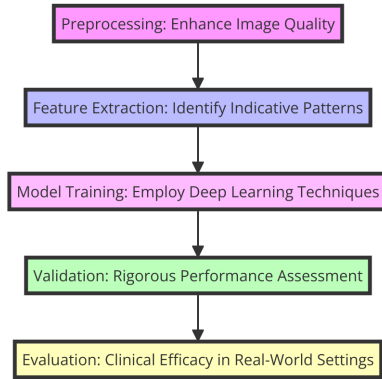 Preprocessing: Enhance Image Quality
Feature Extraction: Identify Indicative Patterns
Model Training: Employ Deep Learning Techniques
Validation: Rigorous Performance Assessment
Evaluation: Clinical Efficacy in Real-World Settings